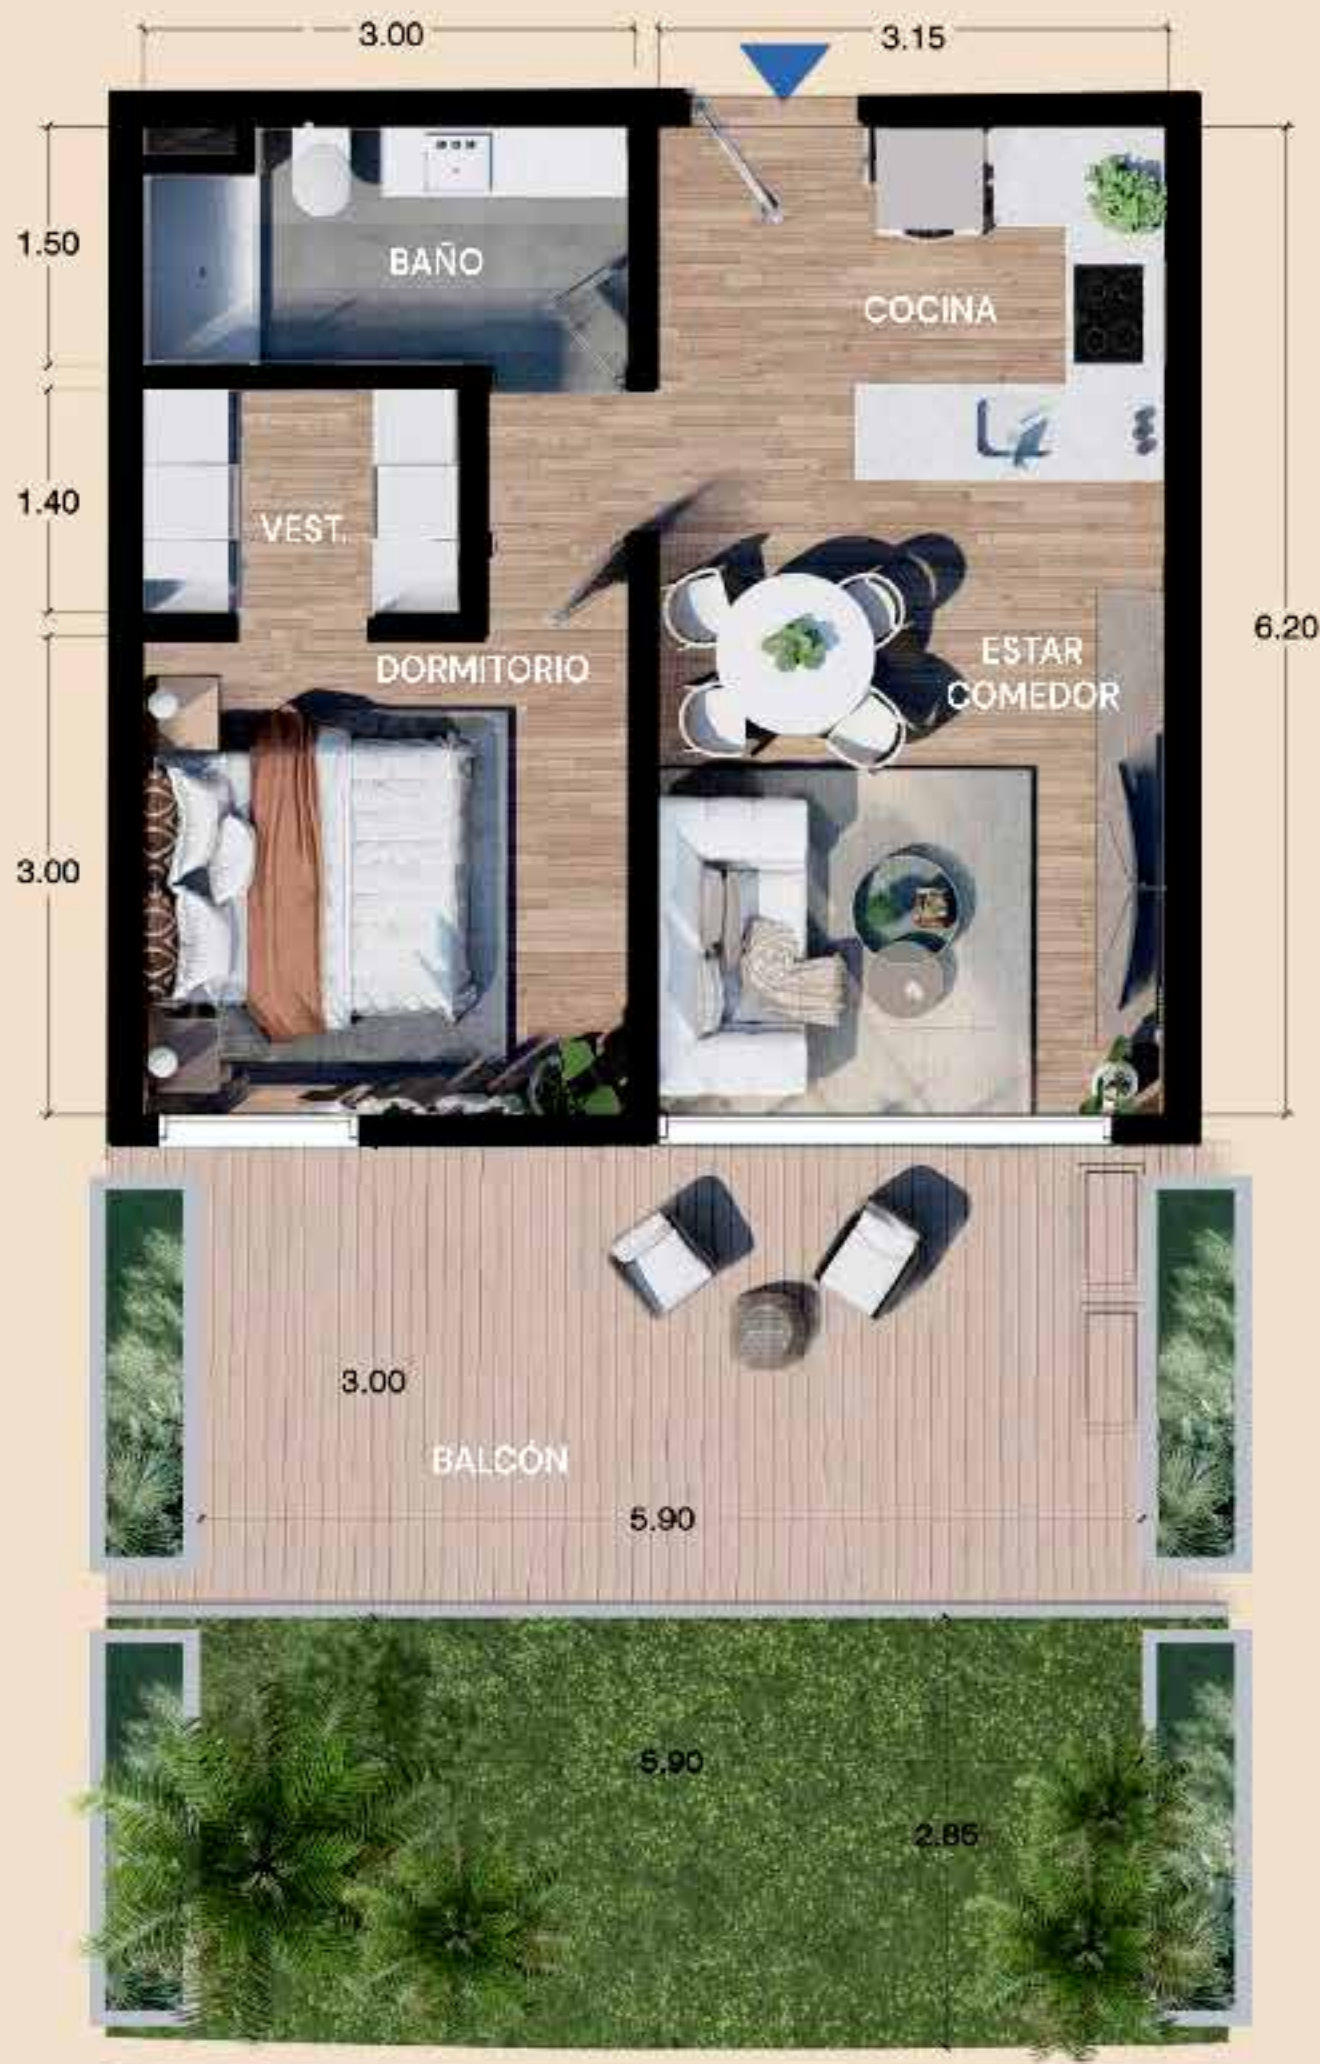 3.00
3.15
1.50
BAÑO
COCINA
1.40
VEST.
6.20
DORMITORIO
ESTAR
COMEDOR
3.00
3.00
BALCÓN
5.90
5.90
2.85